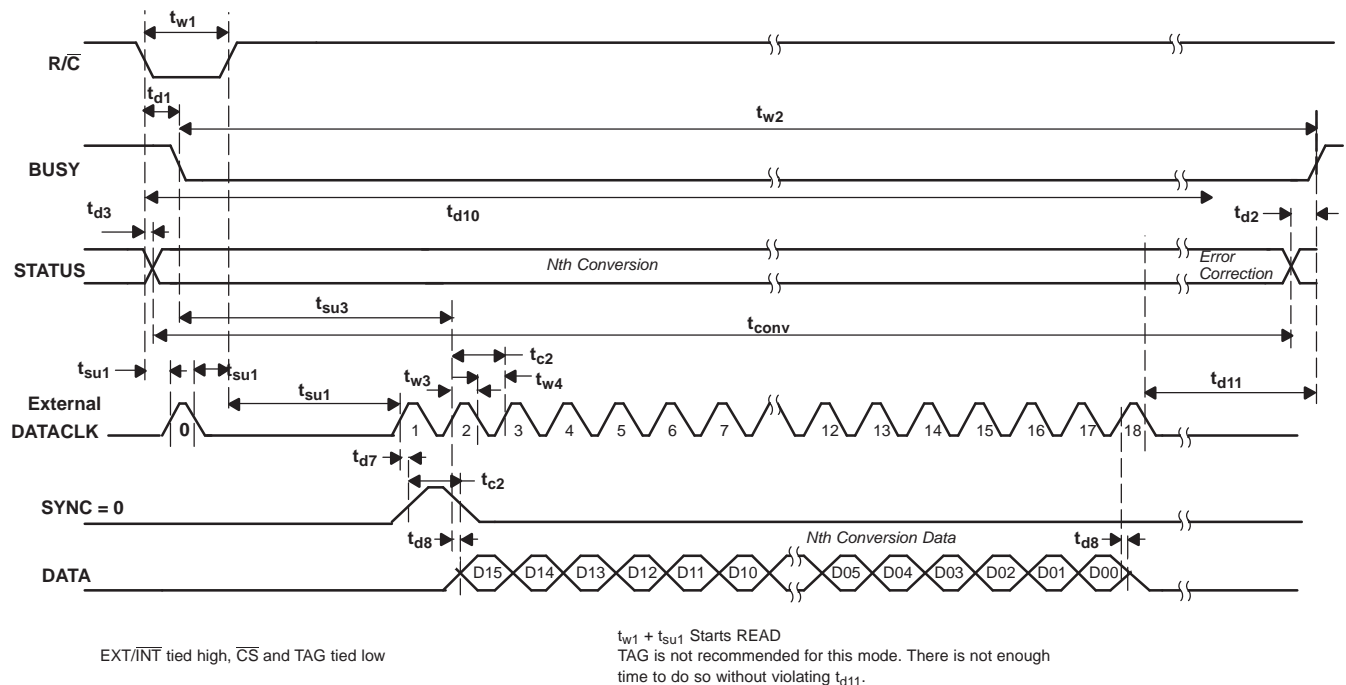 tw1
R/C
td1
tw2
BUSY
td3
td10
td2
STATUS
Nth Conversion
Error
Correction
tsu3
tconv
tc2
tsu1
tsu1
tw3
tw4
tsu1
td11
External
DATACLK
0 1 2 3 4 5 6 7 12 13 14 15 16 17 18
td7
tc2
SYNC = 0
td8
Nth Conversion Data
td8
DATA
D15 D14 D13 D12 D11 D10 D05 D04 D03 D02 D01 D00
EXT/INT tied high, CS and TAG tied low
tw1 + tsu1 Starts READ
TAG is not recommended for this mode. There is not enough
time to do so without violating td11.